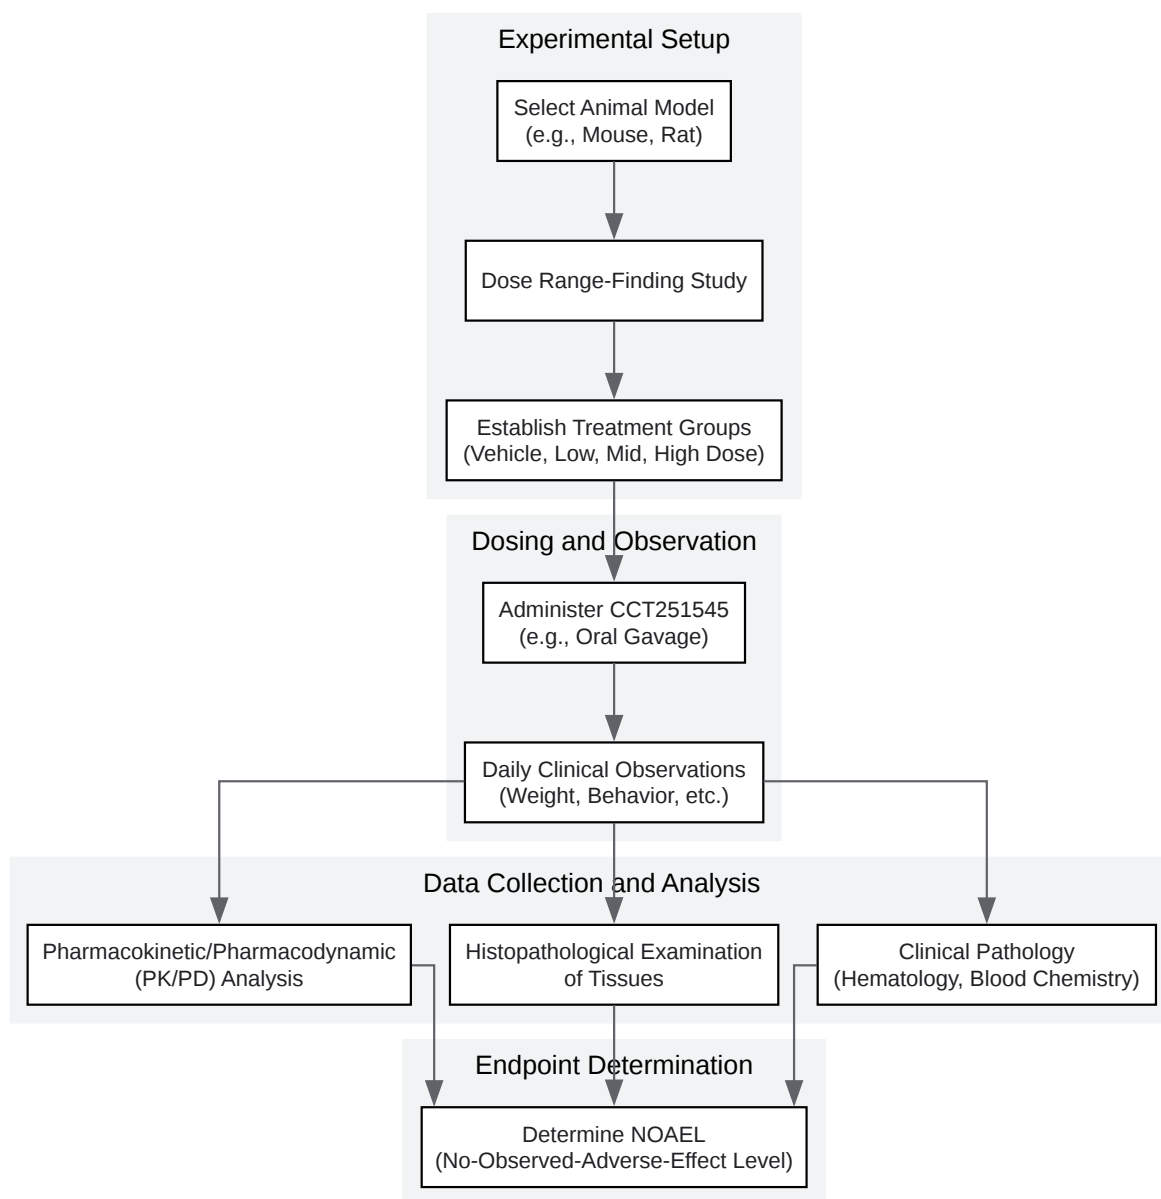 Experimental Setup
Select Animal Model
(e.g., Mouse, Rat)
Dose Range-Finding Study
Establish Treatment Groups
(Vehicle, Low, Mid, High Dose)
Dosing and Observation
Administer CCT251545
(e.g., Oral Gavage)
Daily Clinical Observations
(Weight, Behavior, etc.)
Data Collection and Analysis
Pharmacokinetic/Pharmacodynamic
(PK/PD) Analysis
Histopathological Examination
of Tissues
Clinical Pathology
(Hematology, Blood Chemistry)
Endpoint Determination
Determine NOAEL
(No-Observed-Adverse-Effect Level)